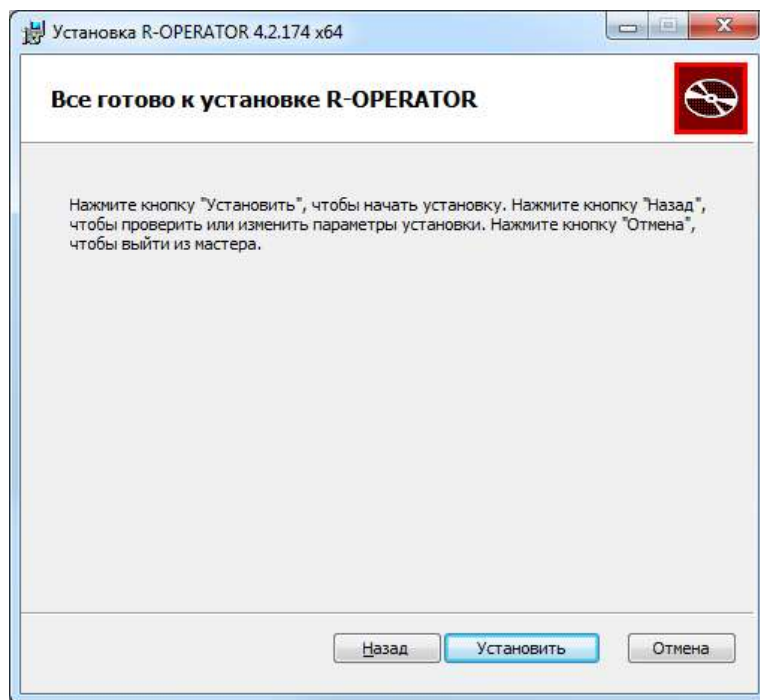 Установка R-OPERATOR 4.2.174 x64
Все готово к установке R-OPERATOR
Нажмите кнопку "Установить", чтобы начать установку. Нажмите кнопку "Назад",
чтобы проверить или изменить параметры установки. Нажмите кнопку "Отмена",
чтобы выйти из мастера.
Назад
Установить
Отмена